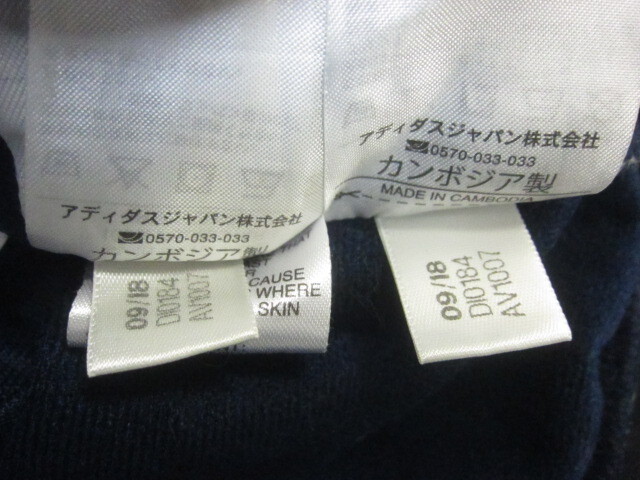 アディダスジャパン株式会社
0570-033-033
カンボジア製
MADE IN CAMBODIA
アディダスジャパン株式会社
0570-033-033
カンボジア製
CAUSE
WHERE
SKIN
09/18
DI0184
AV1007
09/18
DI0184
AV1007